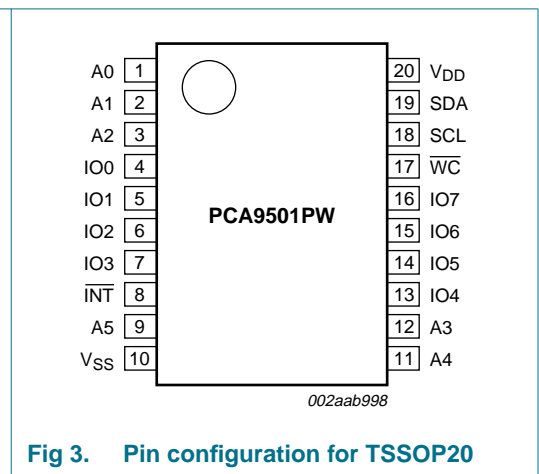 A0 1 20 VDD
A1 2 19 SDA
A2 3 18 SCL
IO0 4 17 W̅C̅
IO1 5 16 IO7
PCA9501PW
IO2 6 15 IO6
IO3 7 14 IO5
I̅N̅T̅ 8 13 IO4
A5 9 12 A3
VSS 10 11 A4
002aab998
Fig 3. Pin configuration for TSSOP20